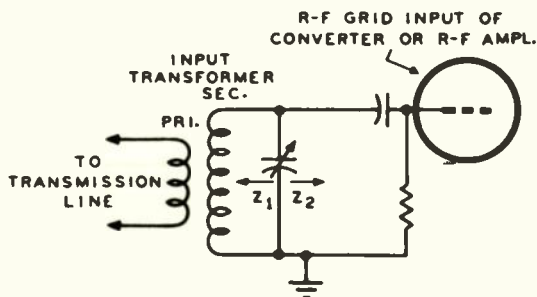 R-F GRID INPUT OF
CONVERTER OR R-F AMPL.
INPUT
TRANSFORMER
SEC.
PRI.
TO
TRANSMISSION
LINE
Z1 Z2